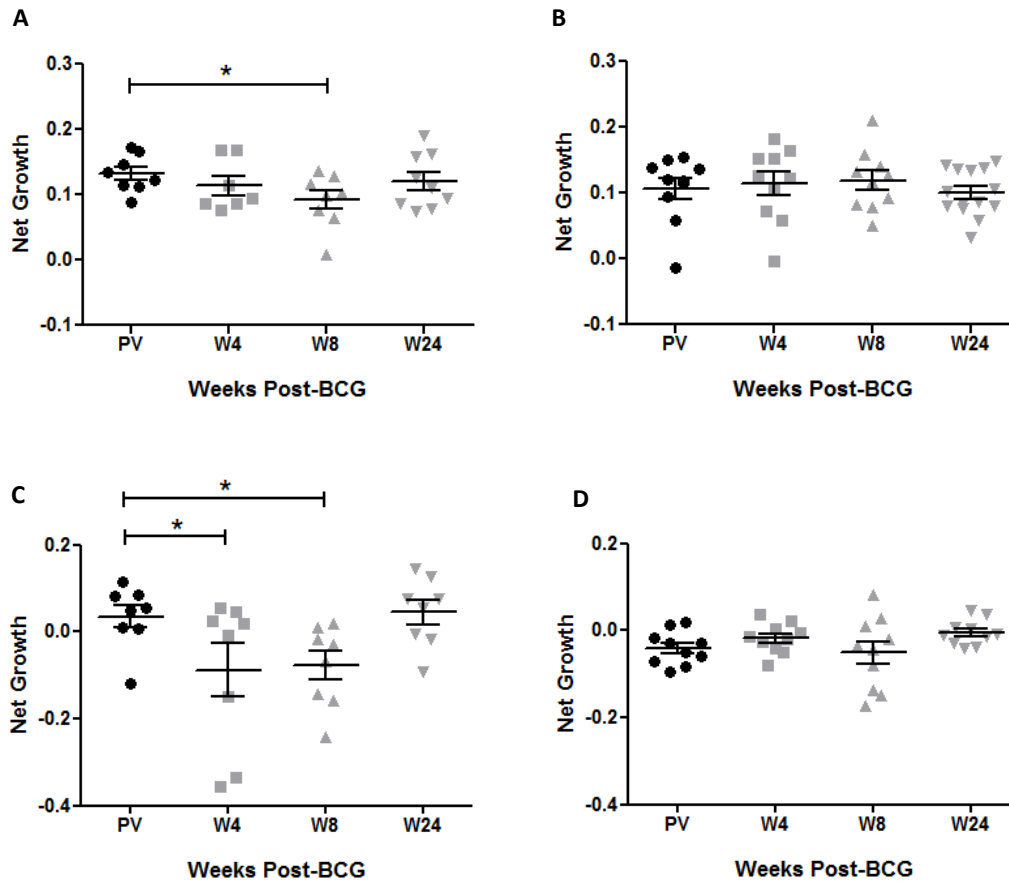 A
*
0.3
0.2
0.1
0.0
-0.1
Net Growth
PV W4 W8 W24
Weeks Post-BCG
B
0.3
0.2
0.1
0.0
-0.1
Net Growth
PV W4 W8 W24
Weeks Post-BCG
C
*
*
0.2
0.0
-0.2
-0.4
Net Growth
PV W4 W8 W24
Weeks Post-BCG
D
0.2
0.0
-0.2
-0.4
Net Growth
PV W4 W8 W24
Weeks Post-BCG